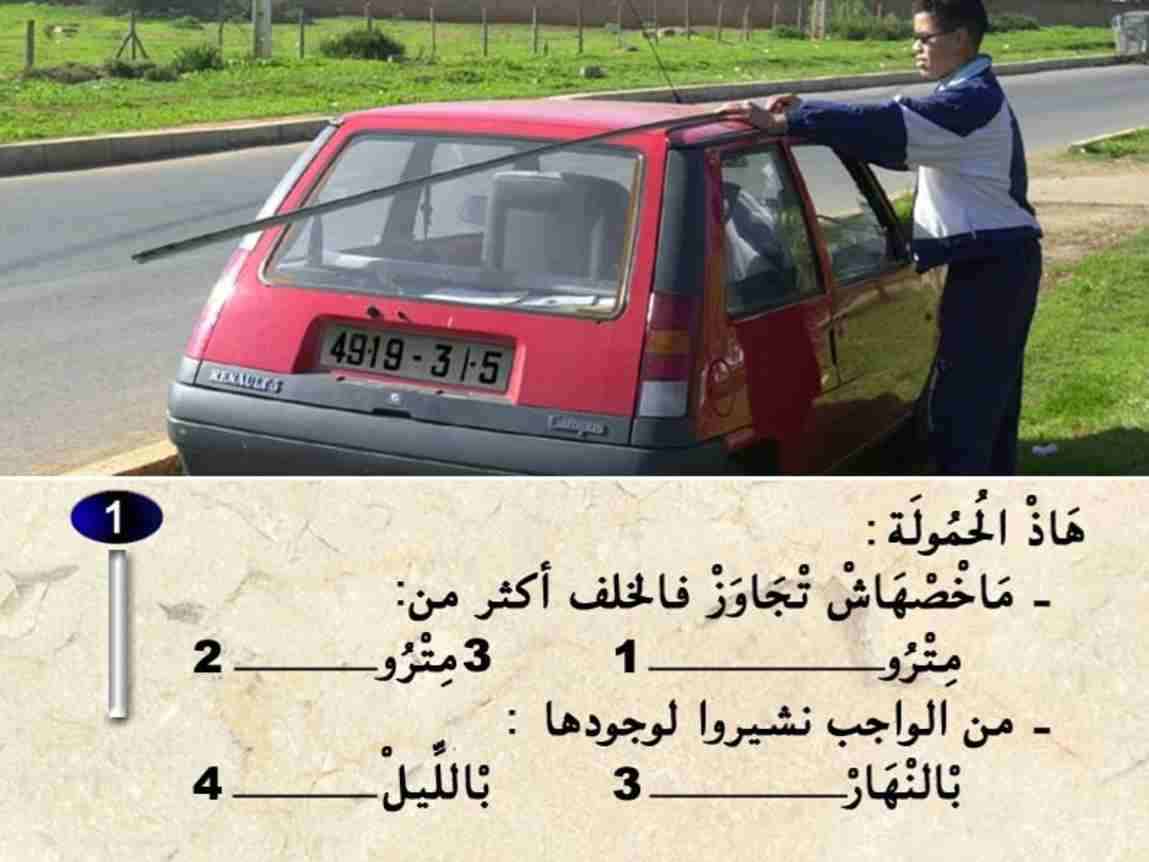 4919 - 31-5
RENAULT 5
1
هَاذْ الُحُمُولَة :
ـ مَاخْصْهَاشْ تْجَاوَزْ فالخلف أكثر من:
مِتْرُو 1 3 مِتْرُو 2
ـ من الواجب نشيروا لوجودها :
بْالنْهَارْ 3 بْاللِّيلْ 4